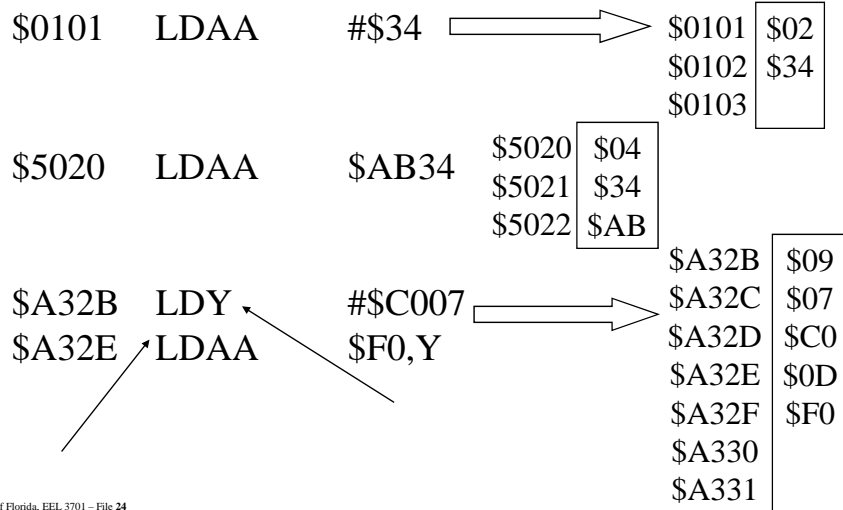 $0101 LDAA #$34 $0101 $02
$0102 $34
$0103
$5020 LDAA $AB34 $5020 $04
$5021 $34
$5022 $AB
$A32B $09
$A32B LDY #$C007 $A32C $07
$A32D $C0
$A32E LDAA $F0,Y $A32E $0D
$A32F $F0
$A330
$A331
f Florida, EEL 3701 – File 24